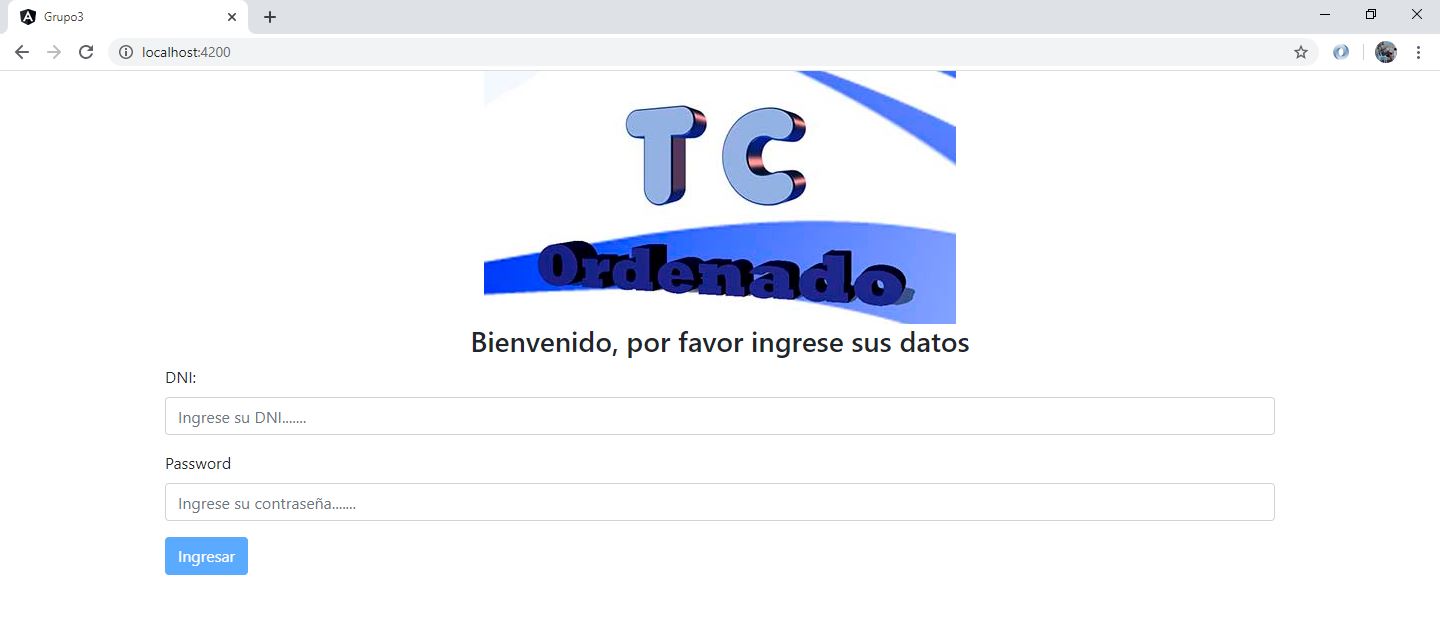 Grupo3
localhost:4200
T C
Ordenado
Bienvenido, por favor ingrese sus datos
DNI:
Ingrese su DNI.......
Password
Ingrese su contraseña.......
Ingresar